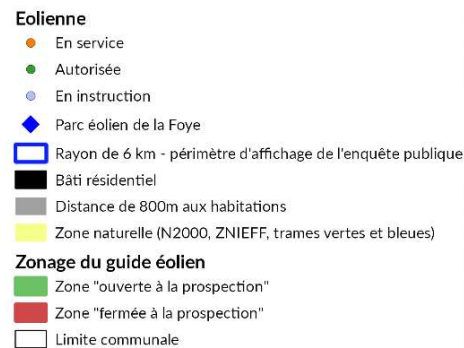 Eolienne
En service
Autorisée
En instruction
Parc éolien de la Foye
Rayon de 6 km - périmètre d'affichage de l'enquête publique
Bâti résidentiel
Distance de 800m aux habitations
Zone naturelle (N2000, ZNIEFF, trames vertes et bleues)
Zonage du guide éolien
Zone "ouverte à la prospection"
Zone "fermée à la prospection"
Limite communale